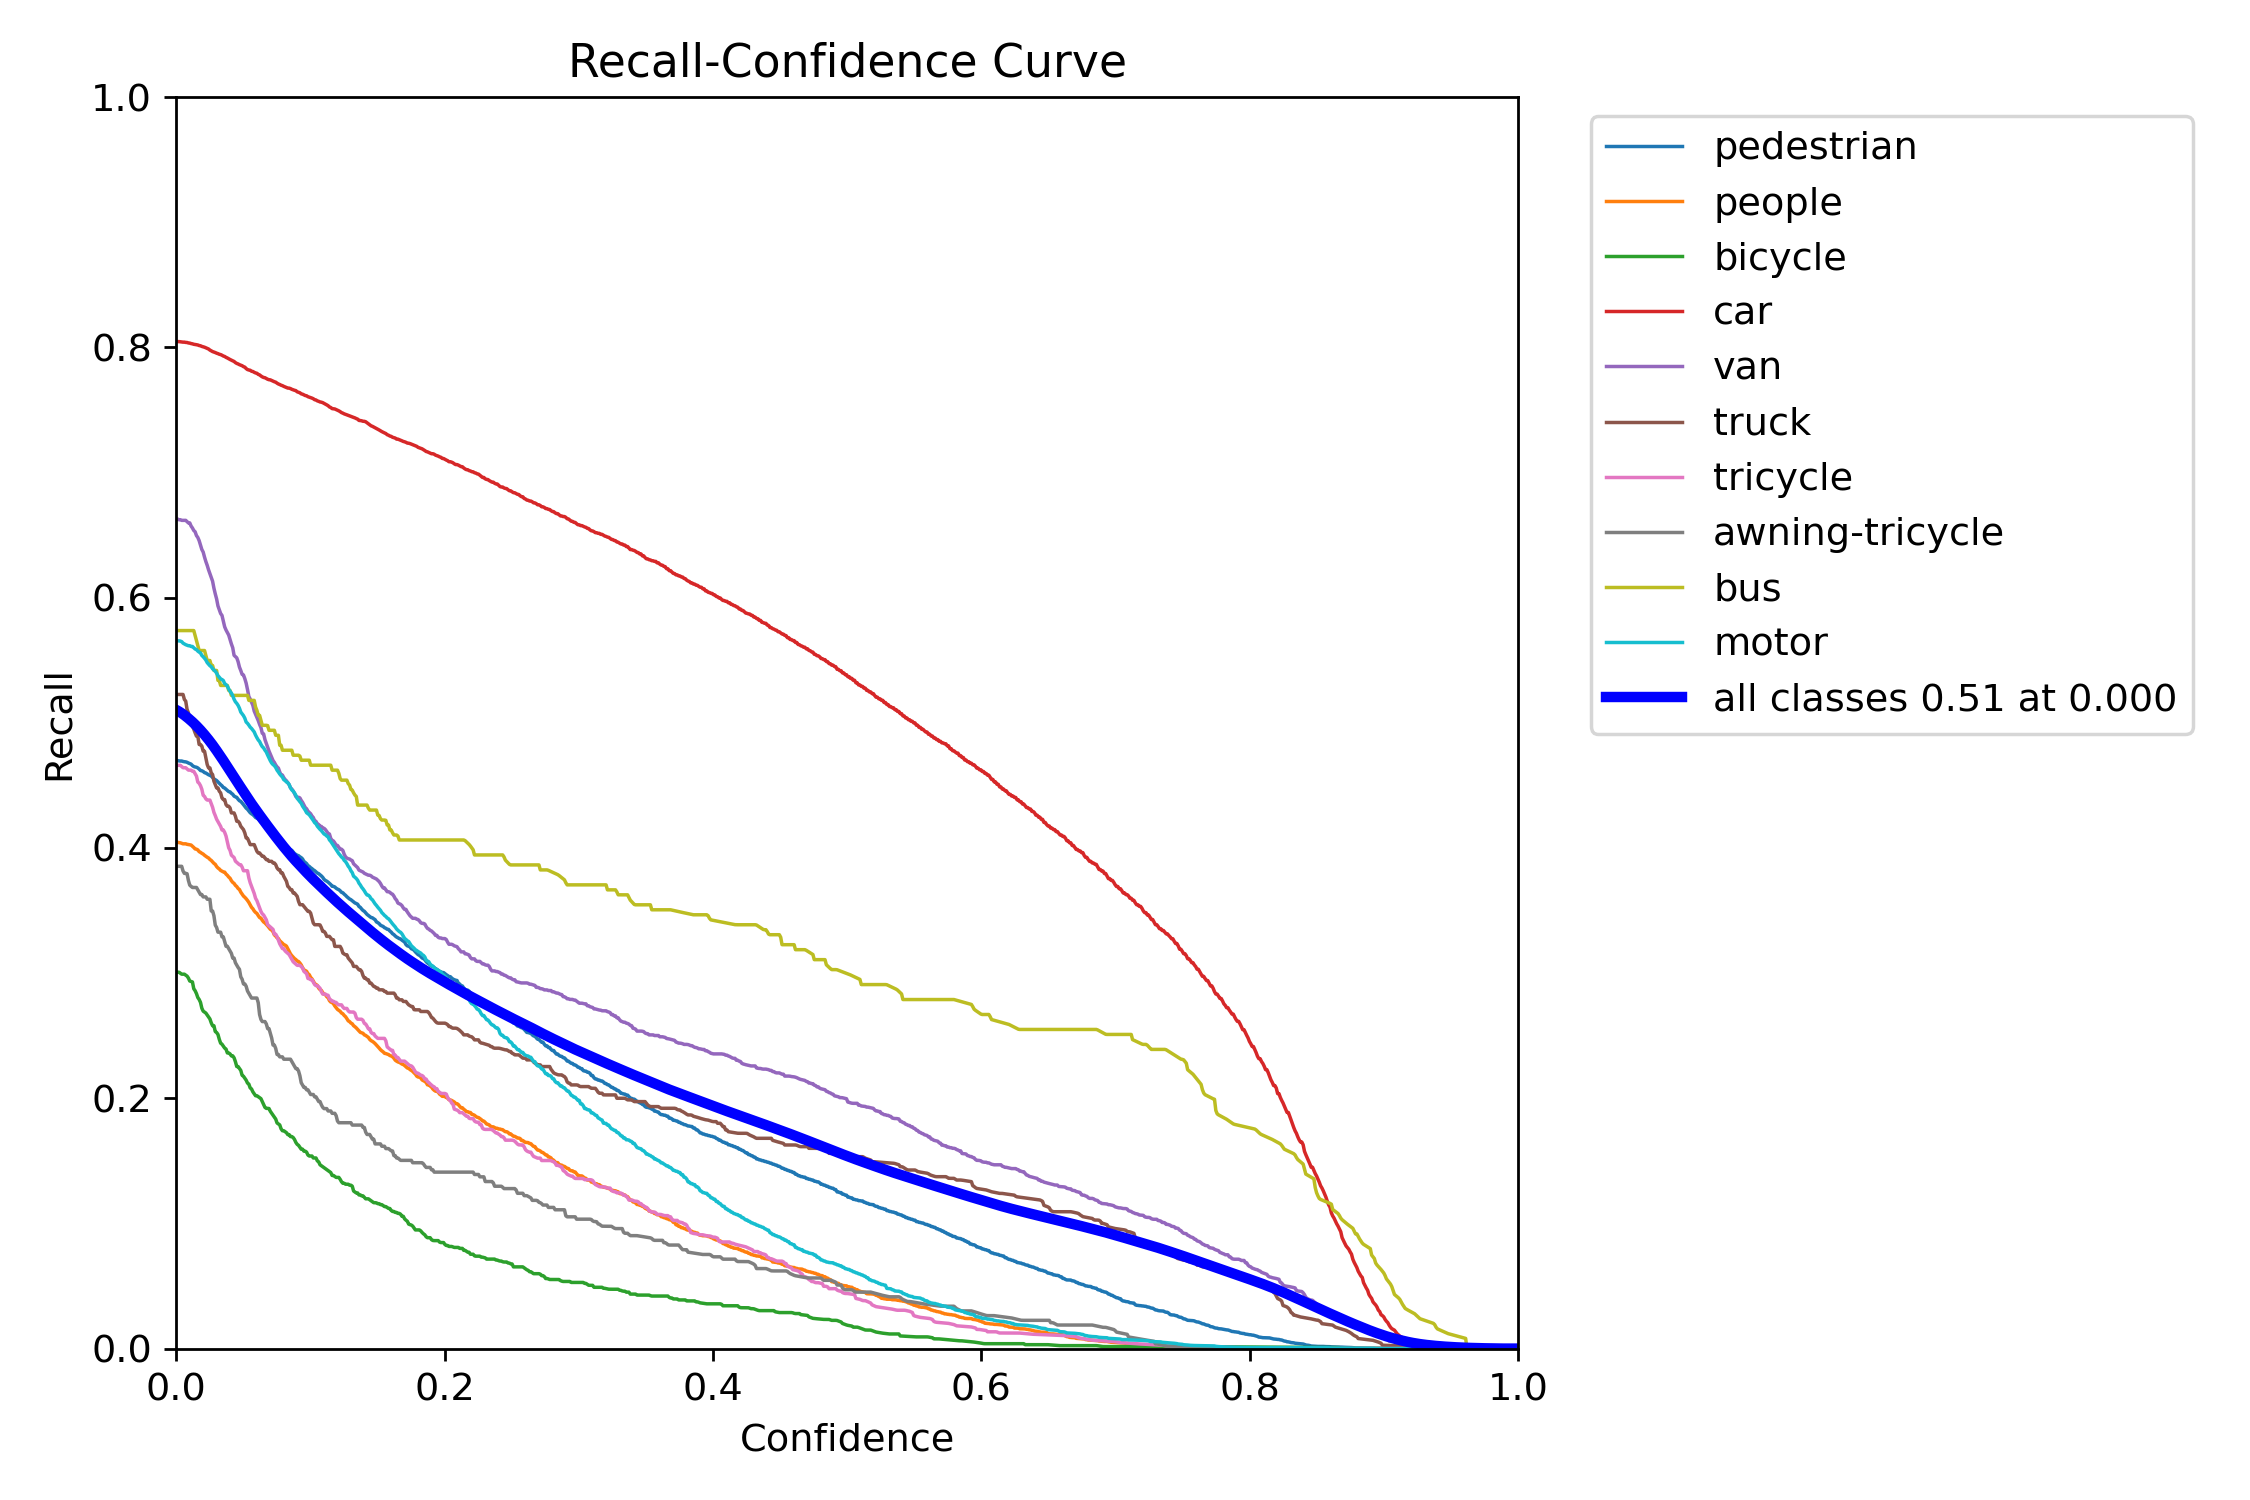 Recall-Confidence Curve
1.0
0.8
0.6
0.4
0.2
0.0
Recall
0.0 0.2 0.4 0.6 0.8 1.0
Confidence
pedestrian
people
bicycle
car
van
truck
tricycle
awning-tricycle
bus
motor
all classes 0.51 at 0.000